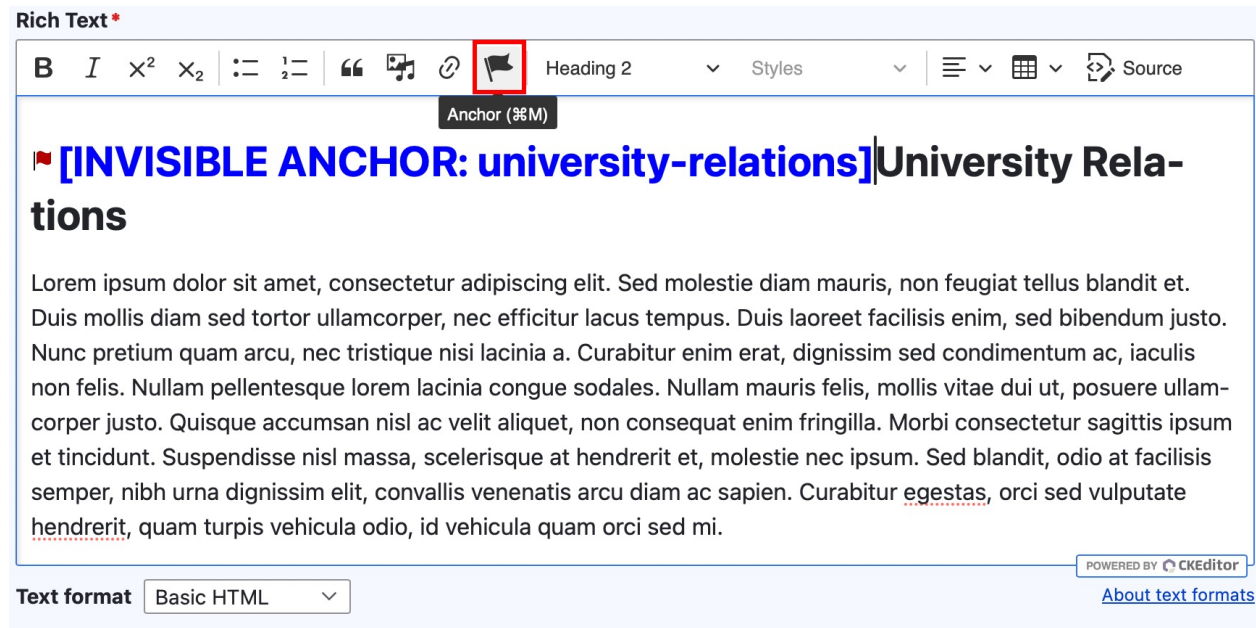 Rich Text*
B I X² X₂ Heading 2 Styles Source
Anchor (⌘M)
[INVISIBLE ANCHOR: university-relations]University Rela-
tions
Lorem ipsum dolor sit amet, consectetur adipiscing elit. Sed molestie diam mauris, non feugiat tellus blandit et.
Duis mollis diam sed tortor ullamcorper, nec efficitur lacus tempus. Duis laoreet facilisis enim, sed bibendum justo.
Nunc pretium quam arcu, nec tristique nisi lacinia a. Curabitur enim erat, dignissim sed condimentum ac, iaculis
non felis. Nullam pellentesque lorem lacinia congue sodales. Nullam mauris felis, mollis vitae dui ut, posuere ullam-
corper justo. Quisque accumsan nisl ac velit aliquet, non consequat enim fringilla. Morbi consectetur sagittis ipsum
et tincidunt. Suspendisse nisl massa, scelerisque at hendrerit et, molestie nec ipsum. Sed blandit, odio at facilisis
semper, nibh urna dignissim elit, convallis venenatis arcu diam ac sapien. Curabitur egestas, orci sed vulputate
hendrerit, quam turpis vehicula odio, id vehicula quam orci sed mi.
POWERED BY CKEditor
Text format Basic HTML About text formats